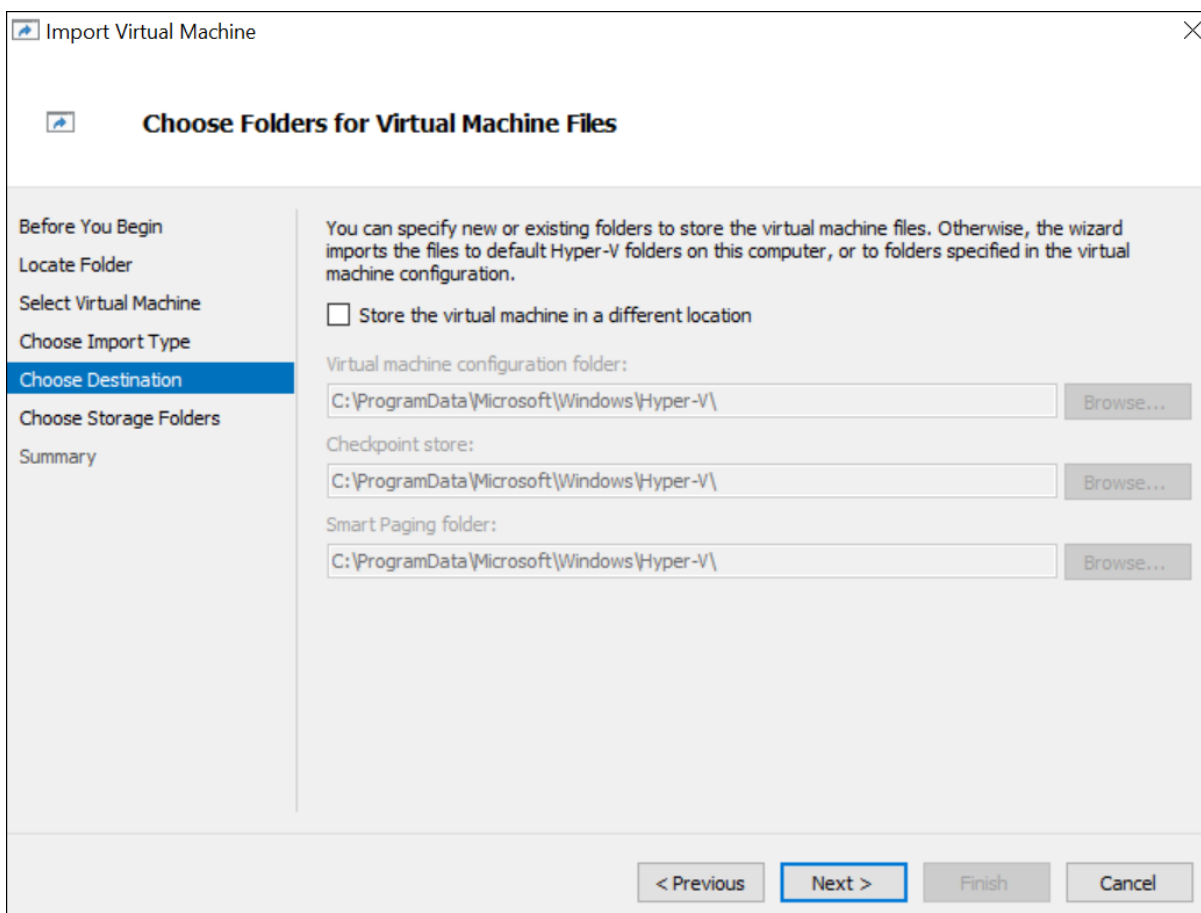 Import Virtual Machine
Choose Folders for Virtual Machine Files
Before You Begin
Locate Folder
Select Virtual Machine
Choose Import Type
Choose Destination
Choose Storage Folders
Summary
You can specify new or existing folders to store the virtual machine files. Otherwise, the wizard
imports the files to default Hyper-V folders on this computer, or to folders specified in the virtual
machine configuration.
Store the virtual machine in a different location
Virtual machine configuration folder:
C:\ProgramData\Microsoft\Windows\Hyper-V\
Browse...
Checkpoint store:
C:\ProgramData\Microsoft\Windows\Hyper-V\
Browse...
Smart Paging folder:
C:\ProgramData\Microsoft\Windows\Hyper-V\
Browse...
< Previous
Next >
Finish
Cancel